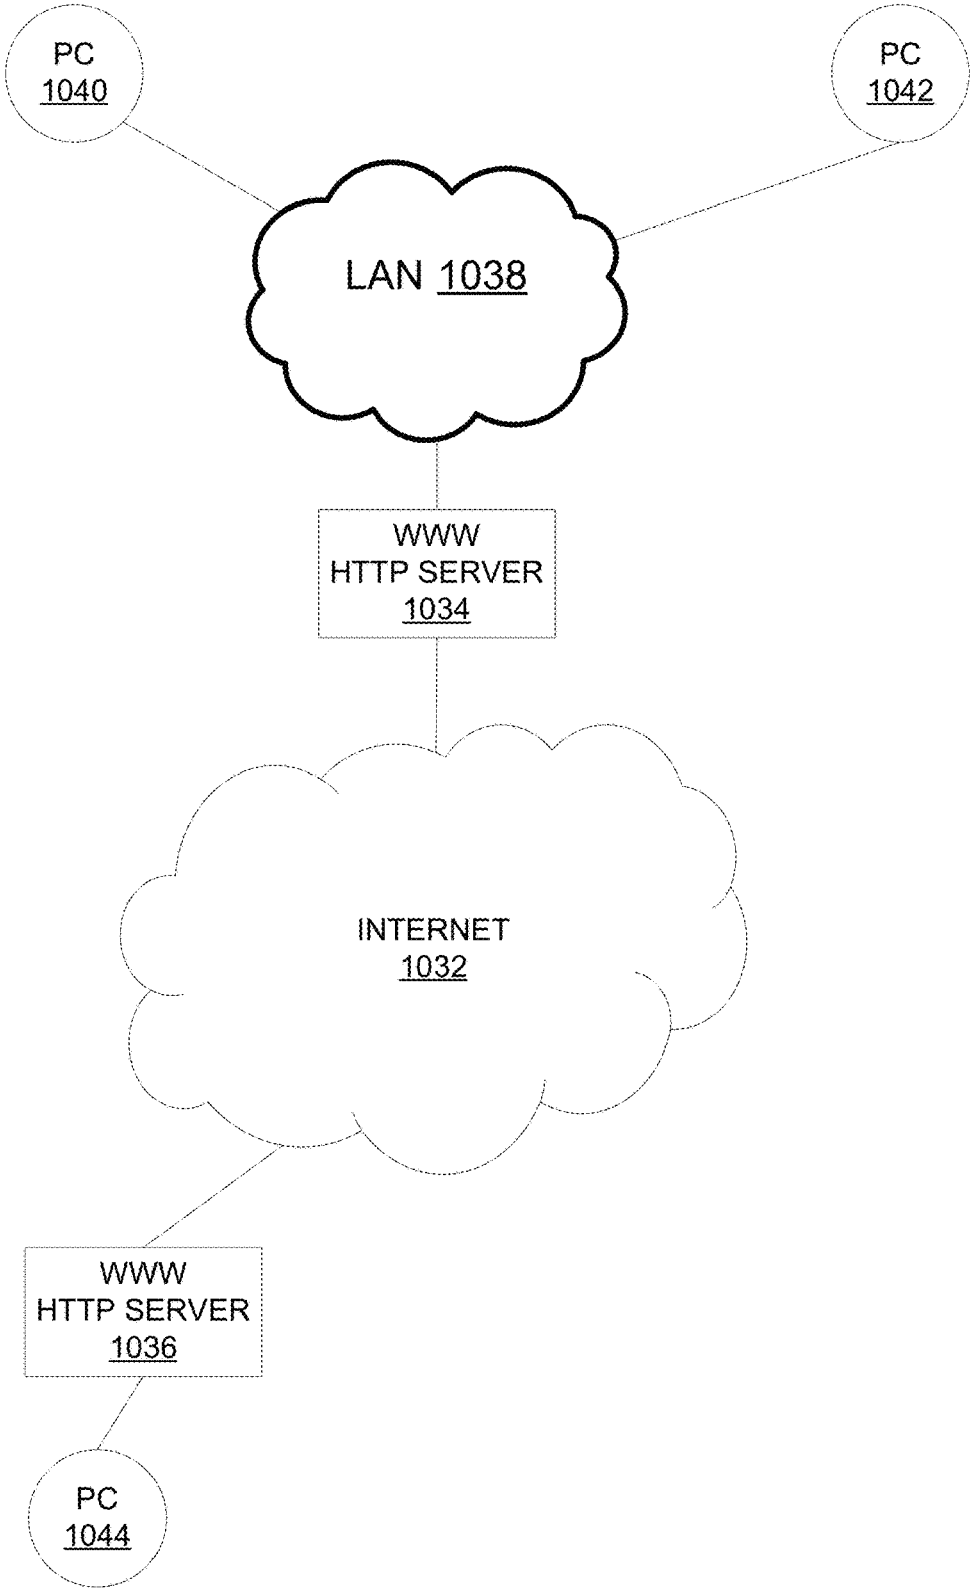 PC
1040
PC
1042
LAN 1038
WWW
HTTP SERVER
1034
INTERNET
1032
WWW
HTTP SERVER
1036
PC
1044